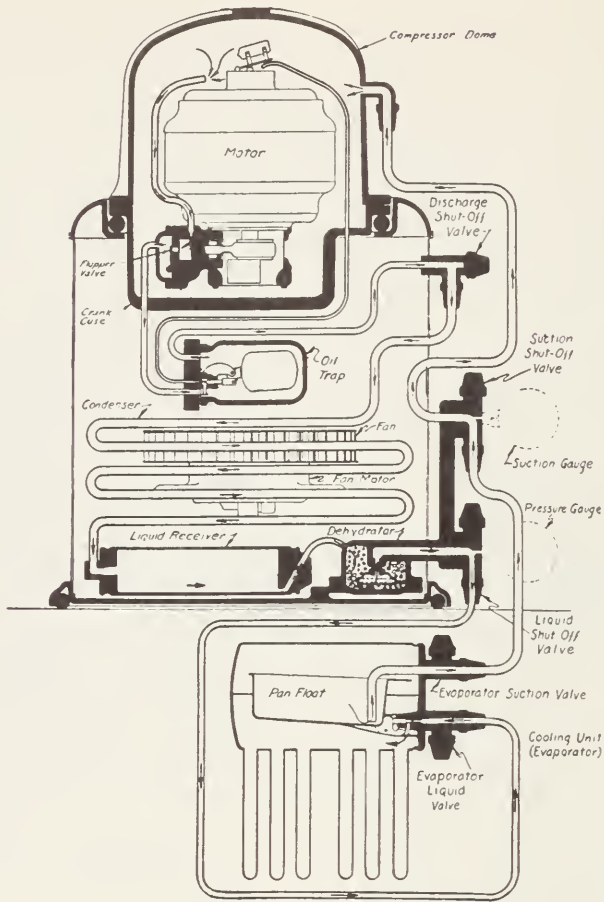 Compressor Dome
Motor
Discharge
Shut-Off
Valve
Flapper
Valve
Crank
Case
Oil
Trap
Suction
Shut-Off
Valve
Condenser
Fan
Suction Gauge
Fan Motor
Pressure Gauge
Liquid Receiver
Dehydrator
Liquid
Shut Off
Valve
Pan Float
Evaporator Suction Valve
Cooling Unit
(Evaporator)
Evaporator
Liquid
Valve